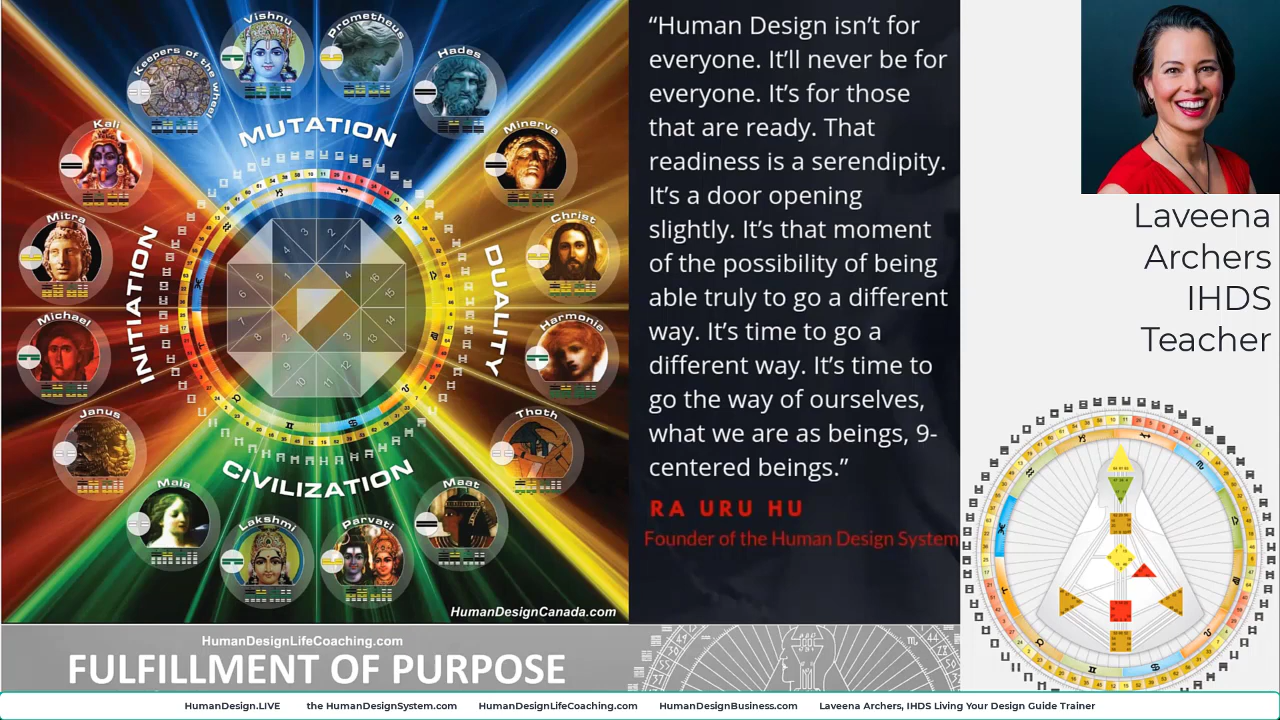 Vishnu
Prometheus
Keepers of the wheel
Hades
Kali
Minerva
MUTATION
Mitra
Christ
INITIATION
DUALITY
Michael
Harmonia
Janus
Thoth
CIVILIZATION
Maia
Maat
Lakshmi
Parvati
HumanDesignCanada.com
HumanDesignLifeCoaching.com
FULFILLMENT OF PURPOSE
“Human Design isn’t for
everyone. It’ll never be for
everyone. It’s for those
that are ready. That
readiness is a serendipity.
It’s a door opening
slightly. It’s that moment
of the possibility of being
able truly to go a different
way. It’s time to go a
different way. It’s time to
go the way of ourselves,
what we are as beings, 9-
centered beings.”
RA URU HU
Founder of the Human Design System
Laveena
Archers
IHDS
Teacher
HumanDesign.LIVE the HumanDesignSystem.com HumanDesignLifeCoaching.com HumanDesignBusiness.com Laveena Archers, IHDS Living Your Design Guide Trainer